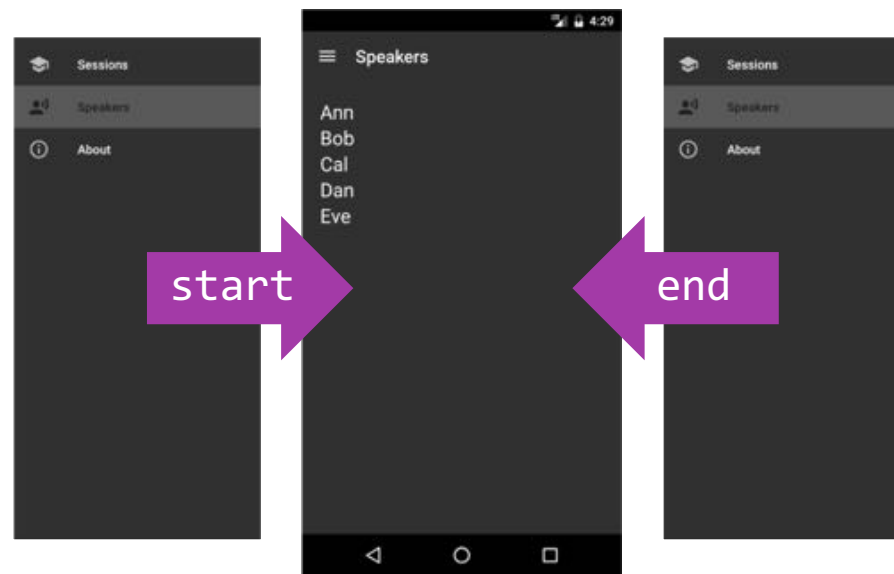 Sessions
Speakers
About
start
4:29
Speakers
Ann
Bob
Cal
Dan
Eve
end
Sessions
Speakers
About